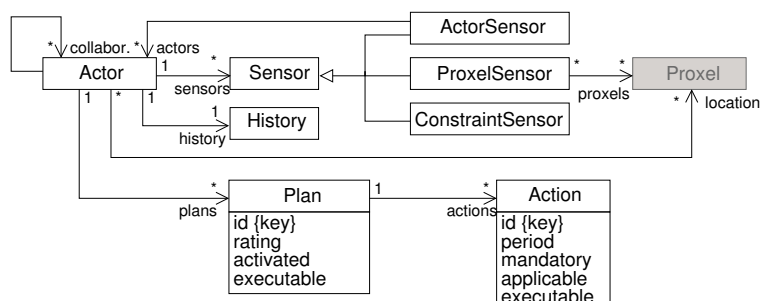 ActorSensor
* collabor. * actors
Actor
1
sensors
*
Sensor
ProxelSensor
*
*
proxels
Proxel
1
*
1
1
history
History
ConstraintSensor
*
location
*
plans
Plan
1
*
actions
Action
id {key}
rating
activated
executable
id {key}
period
mandatory
applicable
executable